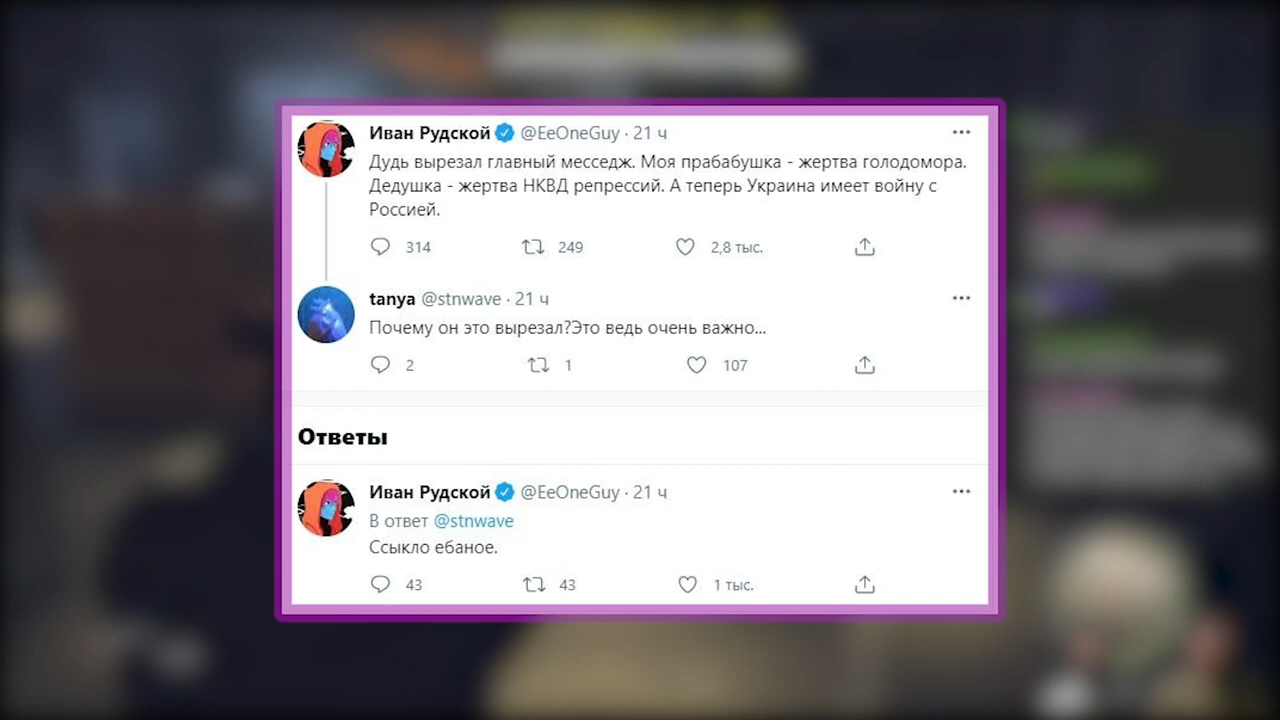 Иван Рудской @EeOneGuy · 21 ч
Дудь вырезал главный месседж. Моя прабабушка - жертва голодомора.
Дедушка - жертва НКВД репрессий. А теперь Украина имеет войну с
Россией.
314 249 2,8 тыс.
tanya @stnwave · 21 ч
Почему он это вырезал?Это ведь очень важно...
2 1 107
Ответы
Иван Рудской @EeOneGuy · 21 ч
В ответ @stnwave
Ссыкло ебаное.
43 43 1 тыс.